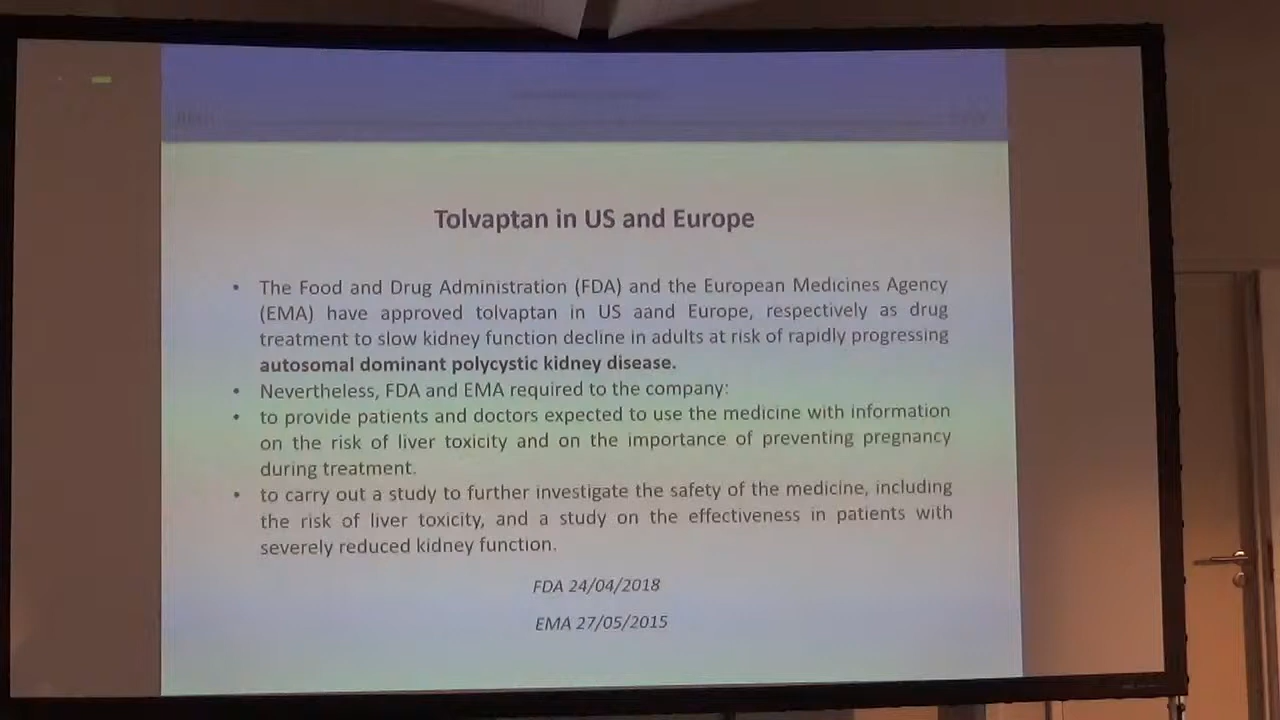 Tolvaptan in US and Europe
• The Food and Drug Administration (FDA) and the European Medicines Agency
(EMA) have approved tolvaptan in US aand Europe, respectively as drug
treatment to slow kidney function decline in adults at risk of rapidly progressing
autosomal dominant polycystic kidney disease.
• Nevertheless, FDA and EMA required to the company:
• to provide patients and doctors expected to use the medicine with information
on the risk of liver toxicity and on the importance of preventing pregnancy
during treatment.
• to carry out a study to further investigate the safety of the medicine, including
the risk of liver toxicity, and a study on the effectiveness in patients with
severely reduced kidney function.
FDA 24/04/2018
EMA 27/05/2015